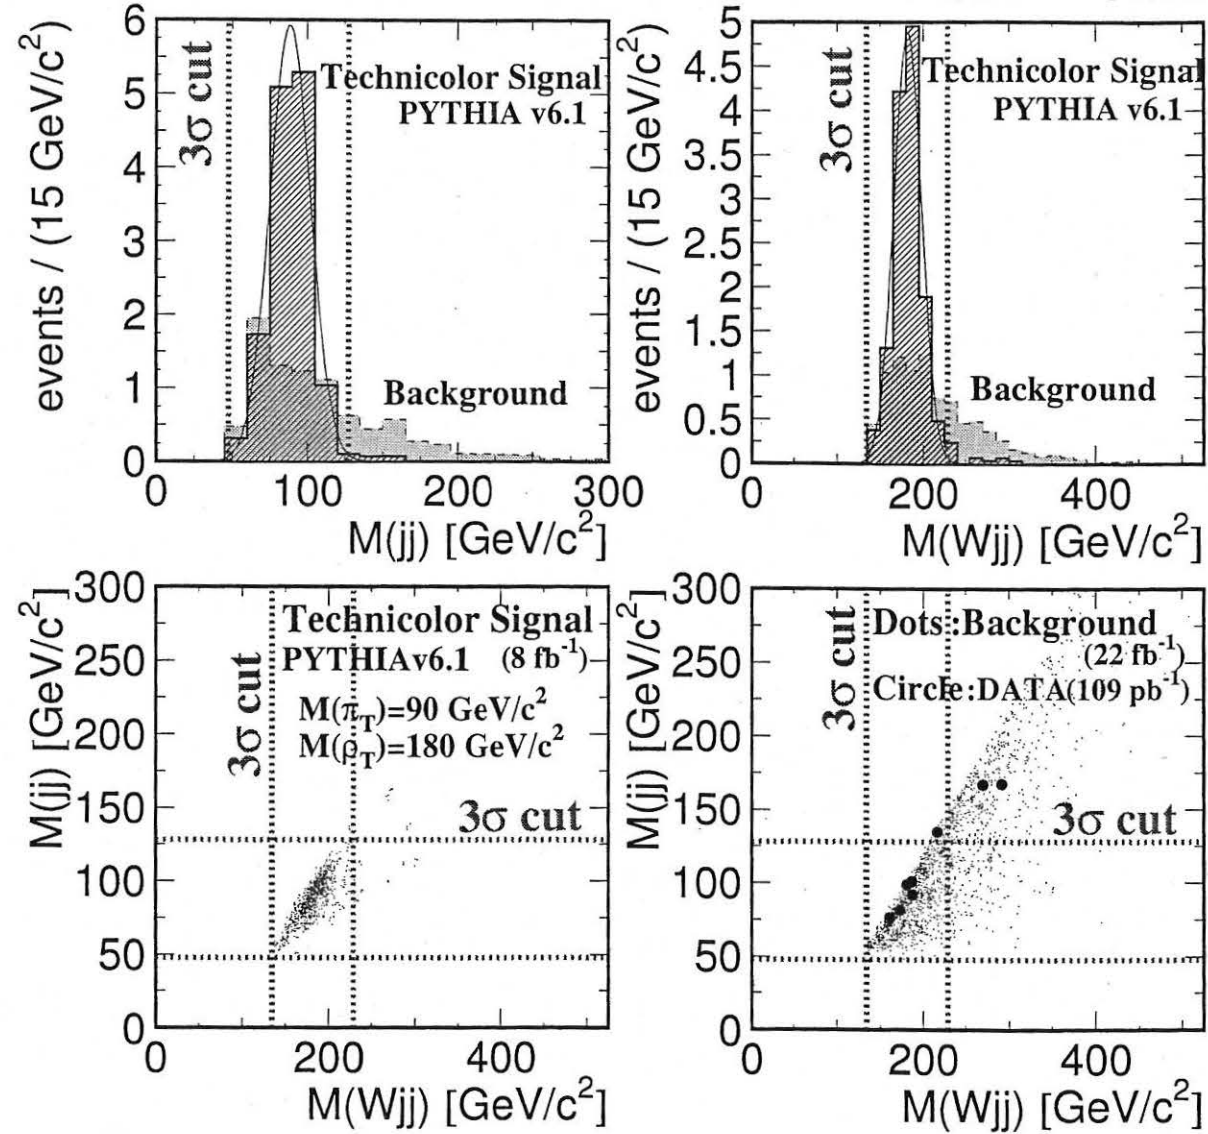 events / (15 GeV/c²)
6
5
4
3
2
1
0
3σ cut
Technicolor Signal
PYTHIA v6.1
Background
0 100 200 300
M(jj) [GeV/c²]
events / (15 GeV/c²)
5
4.5
4
3.5
3
2.5
2
1.5
1
0.5
0
3σ cut
Technicolor Signal
PYTHIA v6.1
Background
0 200 400
M(Wjj) [GeV/c²]
M(jj) [GeV/c²]
300
250
200
150
100
50
0
Technicolor Signal
PYTHIAv6.1 (8 fb⁻¹)
M(π_T)=90 GeV/c²
M(ρ_T)=180 GeV/c²
3σ cut
3σ cut
0 200 400
M(Wjj) [GeV/c²]
M(jj) [GeV/c²]
300
250
200
150
100
50
0
3σ cut
Dots:Background
(22 fb⁻¹)
Circle:DATA(109 pb⁻¹)
3σ cut
0 200 400
M(Wjj) [GeV/c²]